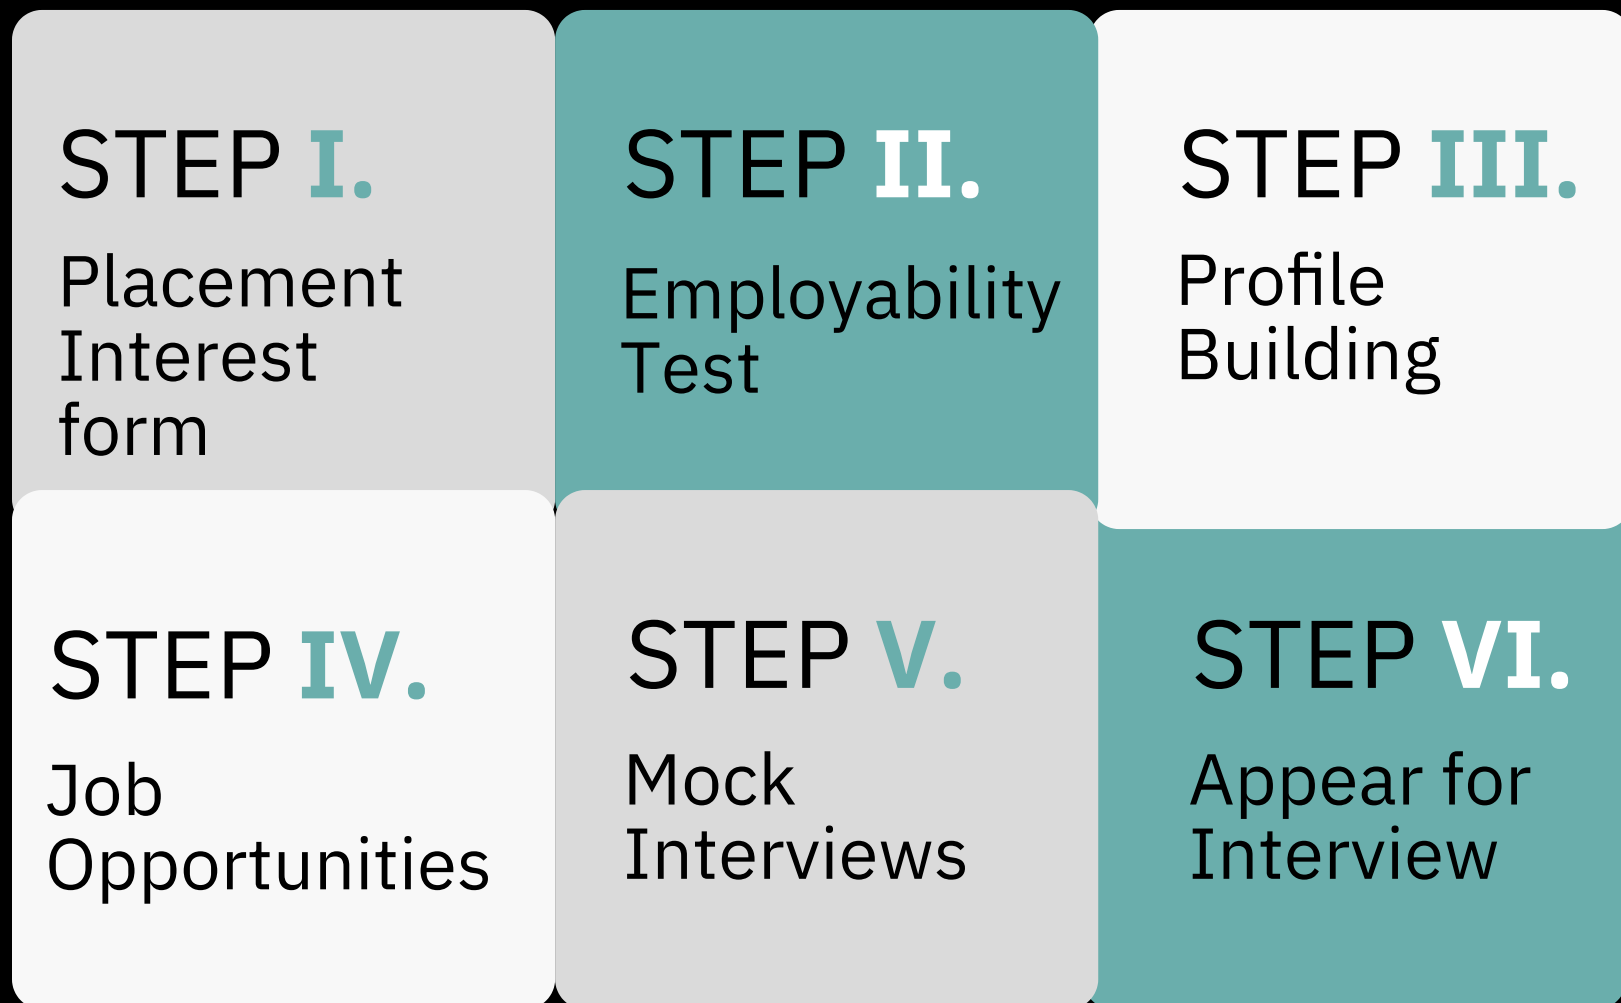 STEP I.
Placement
Interest
form
STEP II.
Employability
Test
STEP III.
Profile
Building
STEP IV.
Job
Opportunities
STEP V.
Mock
Interviews
STEP VI.
Appear for
Interview